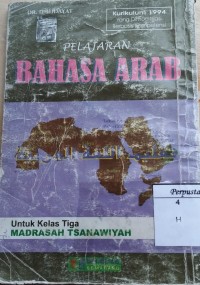 Kurikulum 1994
PELAJARAN
BAHASA ARAB
Untuk Kelas Tiga
MADRASAH TSANAWIYAH
Perpusta
4
H